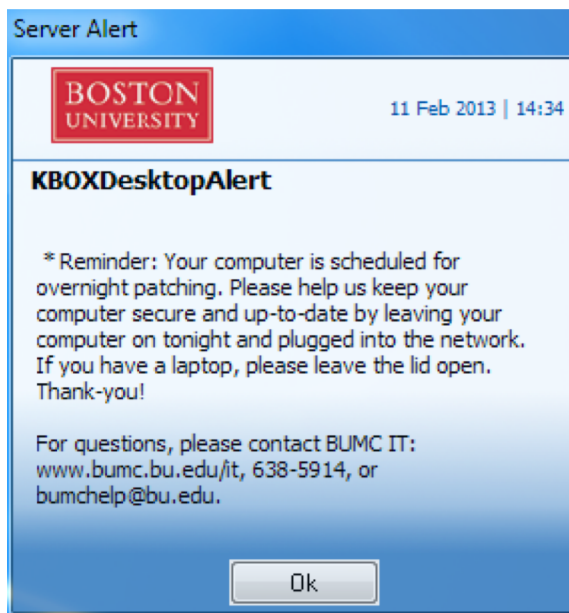 Server Alert
BOSTON
UNIVERSITY
11 Feb 2013 | 14:34
KBOXDesktopAlert
* Reminder: Your computer is scheduled for
overnight patching. Please help us keep your
computer secure and up-to-date by leaving your
computer on tonight and plugged into the network.
If you have a laptop, please leave the lid open.
Thank-you!
For questions, please contact BUMC IT:
www.bumc.bu.edu/it, 638-5914, or
bumchelp@bu.edu.
Ok